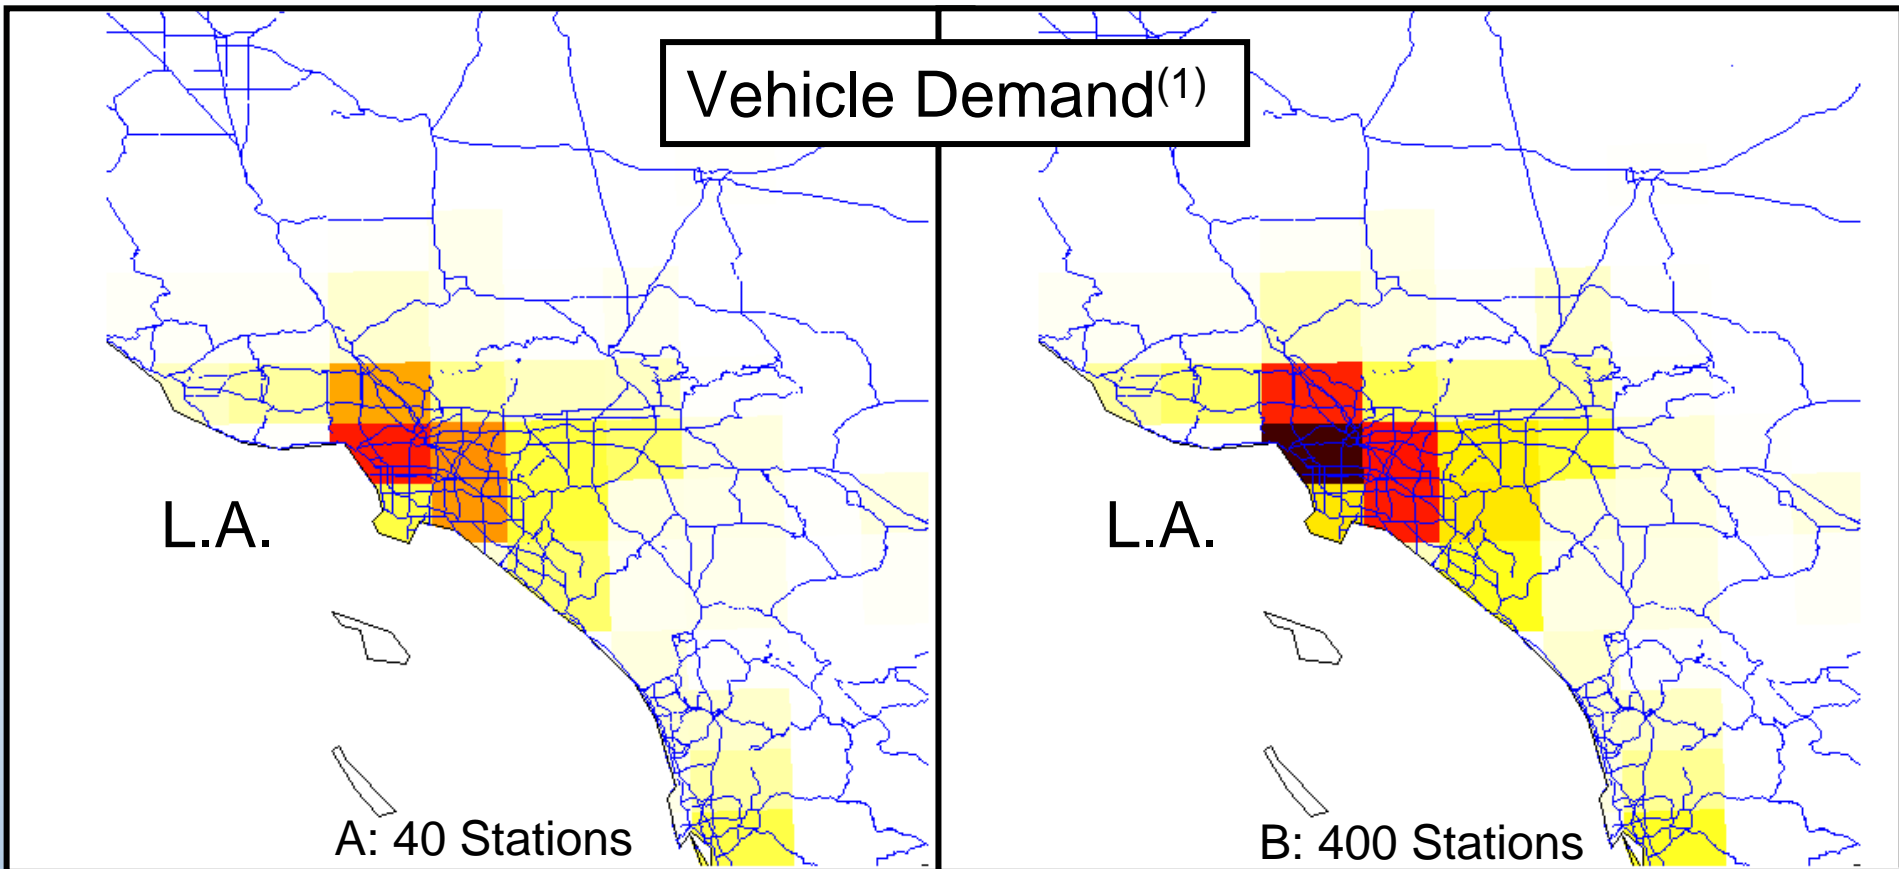 Vehicle Demand(1)
L.A.
L.A.
A: 40 Stations
B: 400 Stations